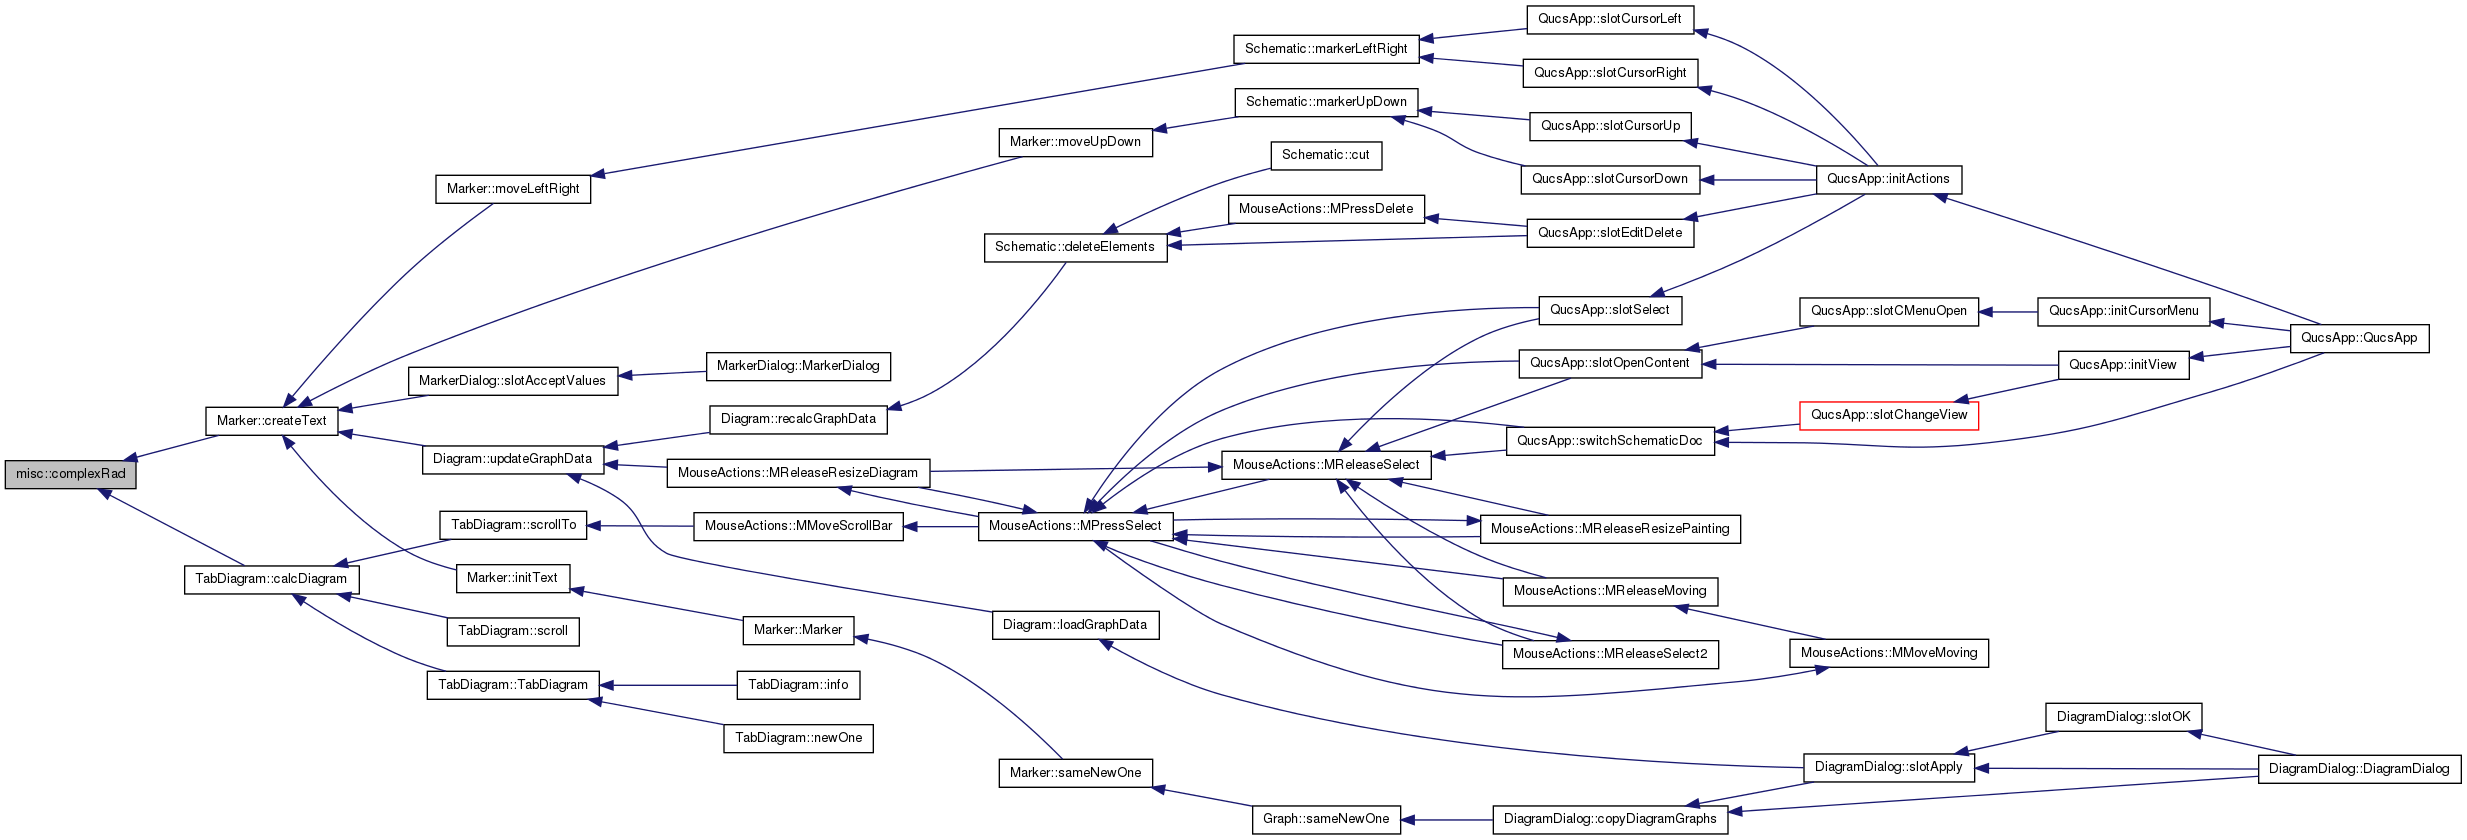 misc::complexRad
Marker::createText
TabDiagram::calcDiagram
Marker::moveLeftRight
MarkerDialog::slotAcceptValues
Diagram::updateGraphData
TabDiagram::scrollTo
Marker::initText
TabDiagram::scroll
TabDiagram::TabDiagram
MarkerDialog::MarkerDialog
Diagram::recalcGraphData
MouseActions::MReleaseResizeDiagram
MouseActions::MMoveScrollBar
Marker::Marker
TabDiagram::info
TabDiagram::newOne
Marker::moveUpDown
Schematic::deleteElements
MouseActions::MPressSelect
Diagram::loadGraphData
Marker::sameNewOne
Schematic::markerLeftRight
Schematic::markerUpDown
Schematic::cut
MouseActions::MPressDelete
MouseActions::MReleaseSelect
Graph::sameNewOne
QucsApp::slotCursorLeft
QucsApp::slotCursorRight
QucsApp::slotCursorUp
QucsApp::slotCursorDown
QucsApp::slotEditDelete
QucsApp::slotSelect
QucsApp::slotOpenContent
QucsApp::switchSchematicDoc
MouseActions::MReleaseResizePainting
MouseActions::MReleaseMoving
MouseActions::MReleaseSelect2
DiagramDialog::copyDiagramGraphs
QucsApp::initActions
QucsApp::slotCMenuOpen
QucsApp::slotChangeView
MouseActions::MMoveMoving
DiagramDialog::slotApply
QucsApp::initCursorMenu
QucsApp::initView
DiagramDialog::slotOK
QucsApp::QucsApp
DiagramDialog::DiagramDialog